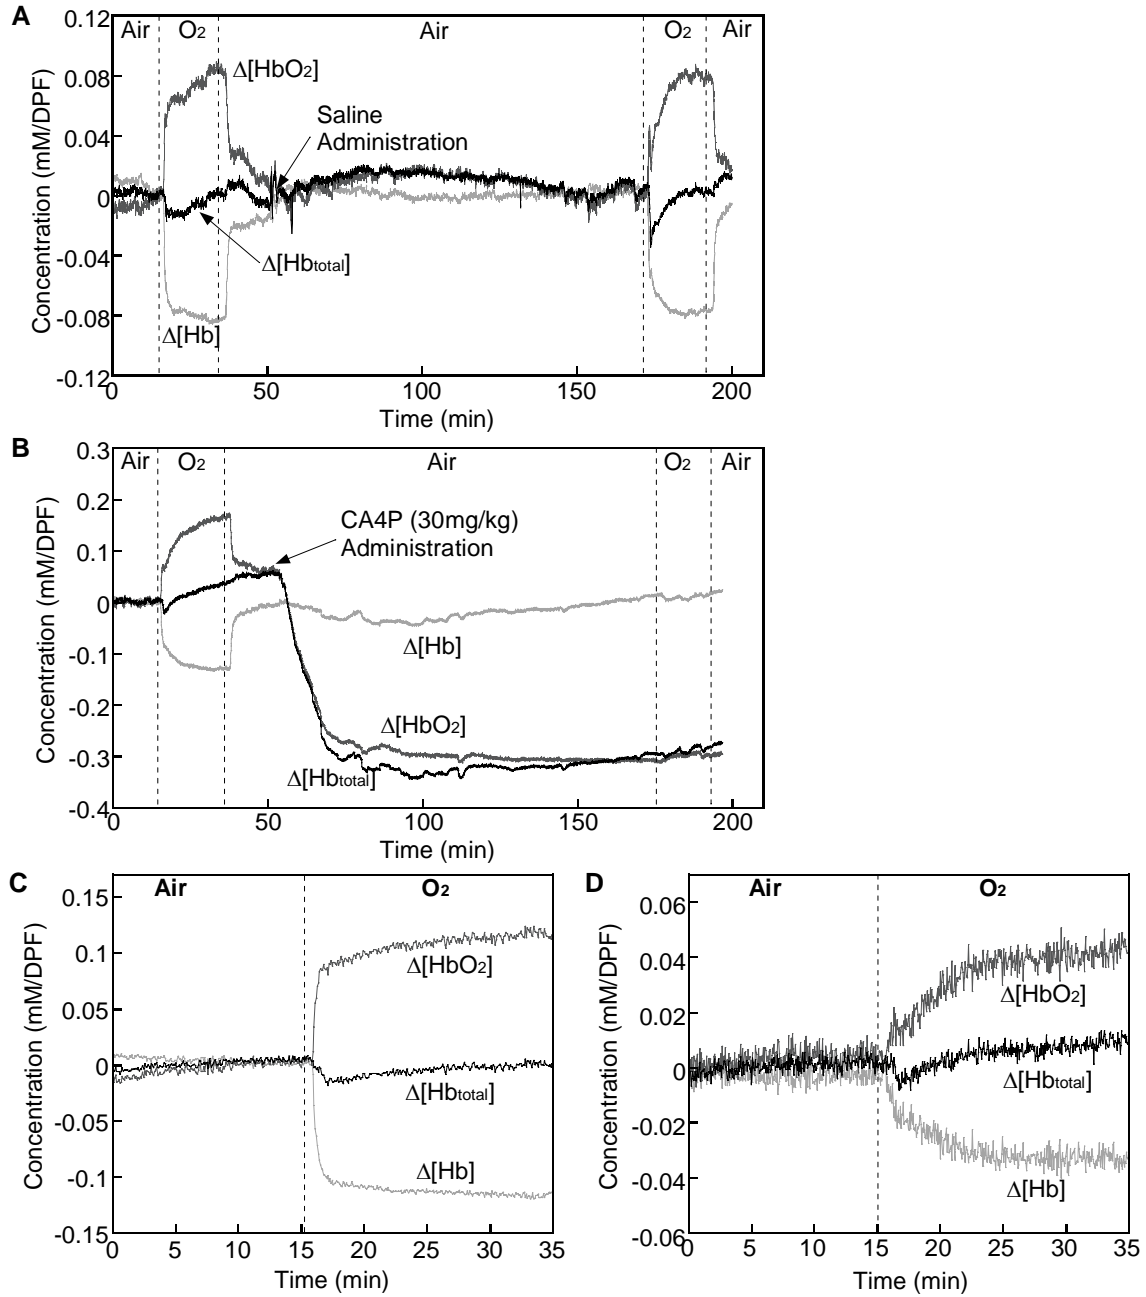 A
Air O2 Air O2 Air
0.12
0.08
0.04
0
-0.04
-0.08
-0.12
Concentration (mM/DPF)
Δ[HbO2]
Saline
Administration
Δ[Hbtotal]
Δ[Hb]
0 50 100 150 200
Time (min)
B
Air O2 Air O2 Air
0.3
0.2
0.1
0
-0.1
-0.2
-0.3
-0.4
Concentration (mM/DPF)
CA4P (30mg/kg)
Administration
Δ[Hb]
Δ[HbO2]
Δ[Hbtotal]
0 50 100 150 200
Time (min)
C
Air O2
0.15
0.1
0.05
0
-0.05
-0.1
-0.15
Concentration (mM/DPF)
Δ[HbO2]
Δ[Hbtotal]
Δ[Hb]
0 5 10 15 20 25 30 35
Time (min)
D
Air O2
0.06
0.04
0.02
0
-0.02
-0.04
-0.06
Concentration (mM/DPF)
Δ[HbO2]
Δ[Hbtotal]
Δ[Hb]
0 5 10 15 20 25 30 35
Time (min)